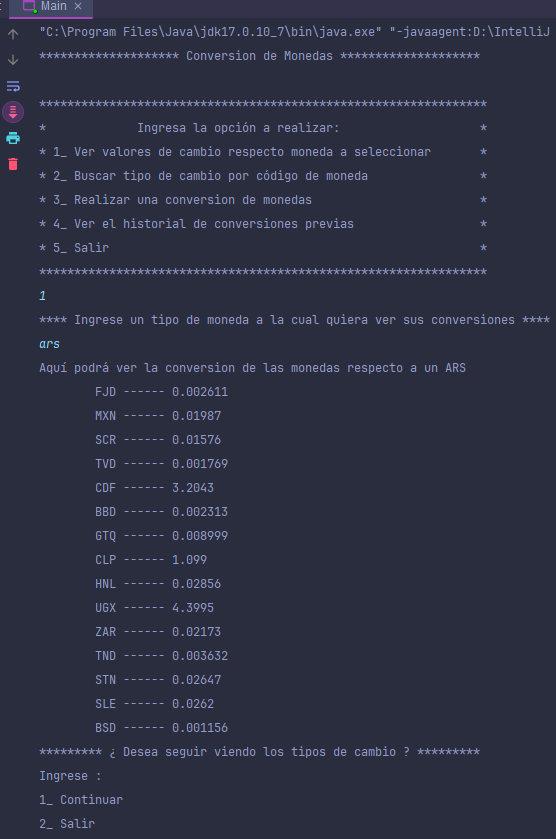 Main ×
"C:\Program Files\Java\jdk17.0.10_7\bin\java.exe" "-javaagent:D:\IntelliJ
******************** Conversion de Monedas ********************
****************************************************************
*             Ingresa la opción a realizar:                    *
* 1_ Ver valores de cambio respecto moneda a seleccionar       *
* 2_ Buscar tipo de cambio por código de moneda                *
* 3_ Realizar una conversion de monedas                        *
* 4_ Ver el historial de conversiones previas                  *
* 5_ Salir                                                     *
****************************************************************
1
**** Ingrese un tipo de moneda a la cual quiera ver sus conversiones ****
ars
Aquí podrá ver la conversion de las monedas respecto a un ARS
FJD ------ 0.002611
MXN ------ 0.01987
SCR ------ 0.01576
TVD ------ 0.001769
CDF ------ 3.2043
BBD ------ 0.002313
GTQ ------ 0.008999
CLP ------ 1.099
HNL ------ 0.02856
UGX ------ 4.3995
ZAR ------ 0.02173
TND ------ 0.003632
STN ------ 0.02647
SLE ------ 0.0262
BSD ------ 0.001156
********* ¿ Desea seguir viendo los tipos de cambio ? *********
Ingrese :
1_ Continuar
2_ Salir